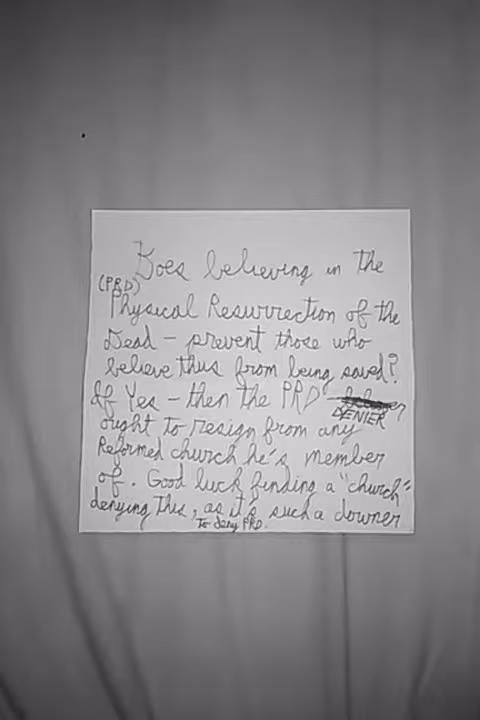 Does believing in the
(PRD)
Physical Resurrection of the
Dead - prevent those who
believe thus from being saved?
If Yes - then the PRD
DENIER
ought to resign from any
Reformed church he's member
of. Good luck finding a "church"
denying this, as it's such a downer
To deny PRD.